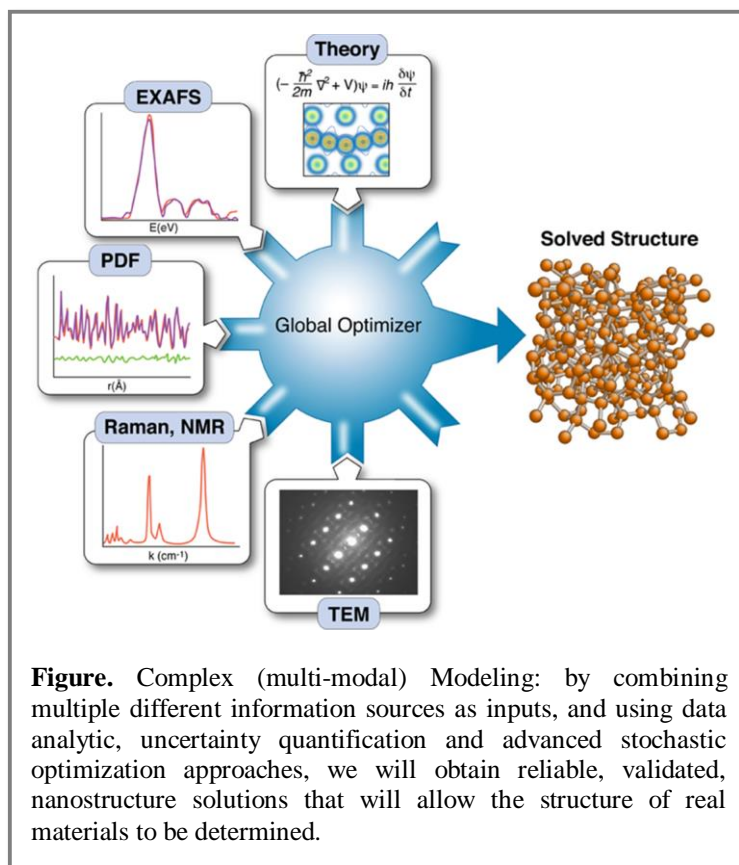 Theory
(- ħ²/2m ∇² + V)ψ = ih δψ/δt
EXAFS
E(eV)
PDF
r(Å)
Raman, NMR
k (cm-1)
TEM
Global Optimizer
Solved Structure
Figure. Complex (multi-modal) Modeling: by combining
multiple different information sources as inputs, and using data
analytic, uncertainty quantification and advanced stochastic
optimization approaches, we will obtain reliable, validated,
nanostructure solutions that will allow the structure of real
materials to be determined.